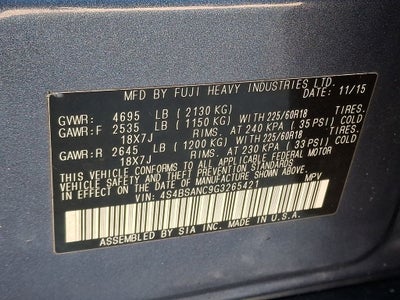 MFD BY FUJI HEAVY INDUSTRIES LTD.
DATE: 11/15
GVWR: 4695 LB ( 2130 KG)
GAWR:F 2535 LB ( 1150 KG) WITH 225/60R18 TIRES.
18X7J RIMS. AT 240 KPA ( 35 PSI) COLD
GAWR:R 2645 LB ( 1200 KG) WITH 225/60R18 TIRES.
18X7J RIMS. AT 230 KPA ( 33 PSI) COLD
THIS VEHICLE CONFORMS TO ALL APPLICABLE FEDERAL MOTOR
VEHICLE SAFETY STANDARDS IN EFFECT ON THE DATE OF
MANUFACTURE SHOWN ABOVE.
VIN: 4S4BSANC9G3265421 MPV
ASSEMBLED BY SIA INC. MADE IN U.S.A.